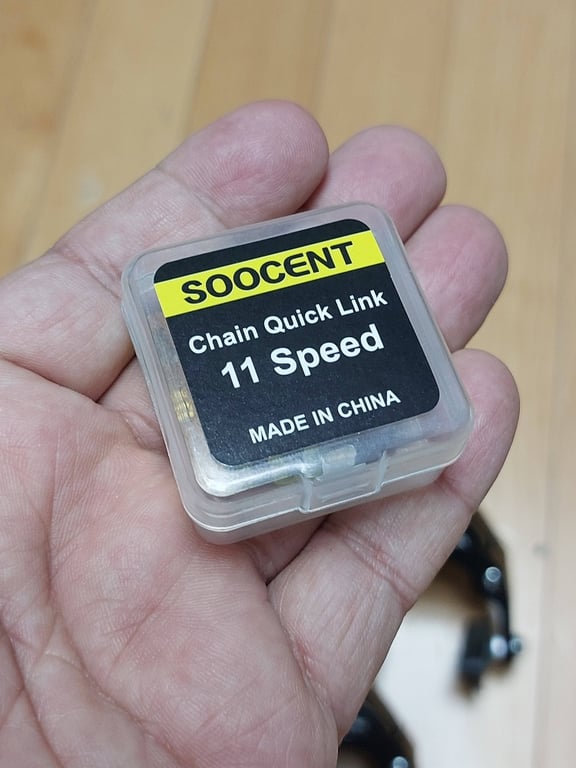 SOOCENT
Chain Quick Link
11 Speed
MADE IN CHINA